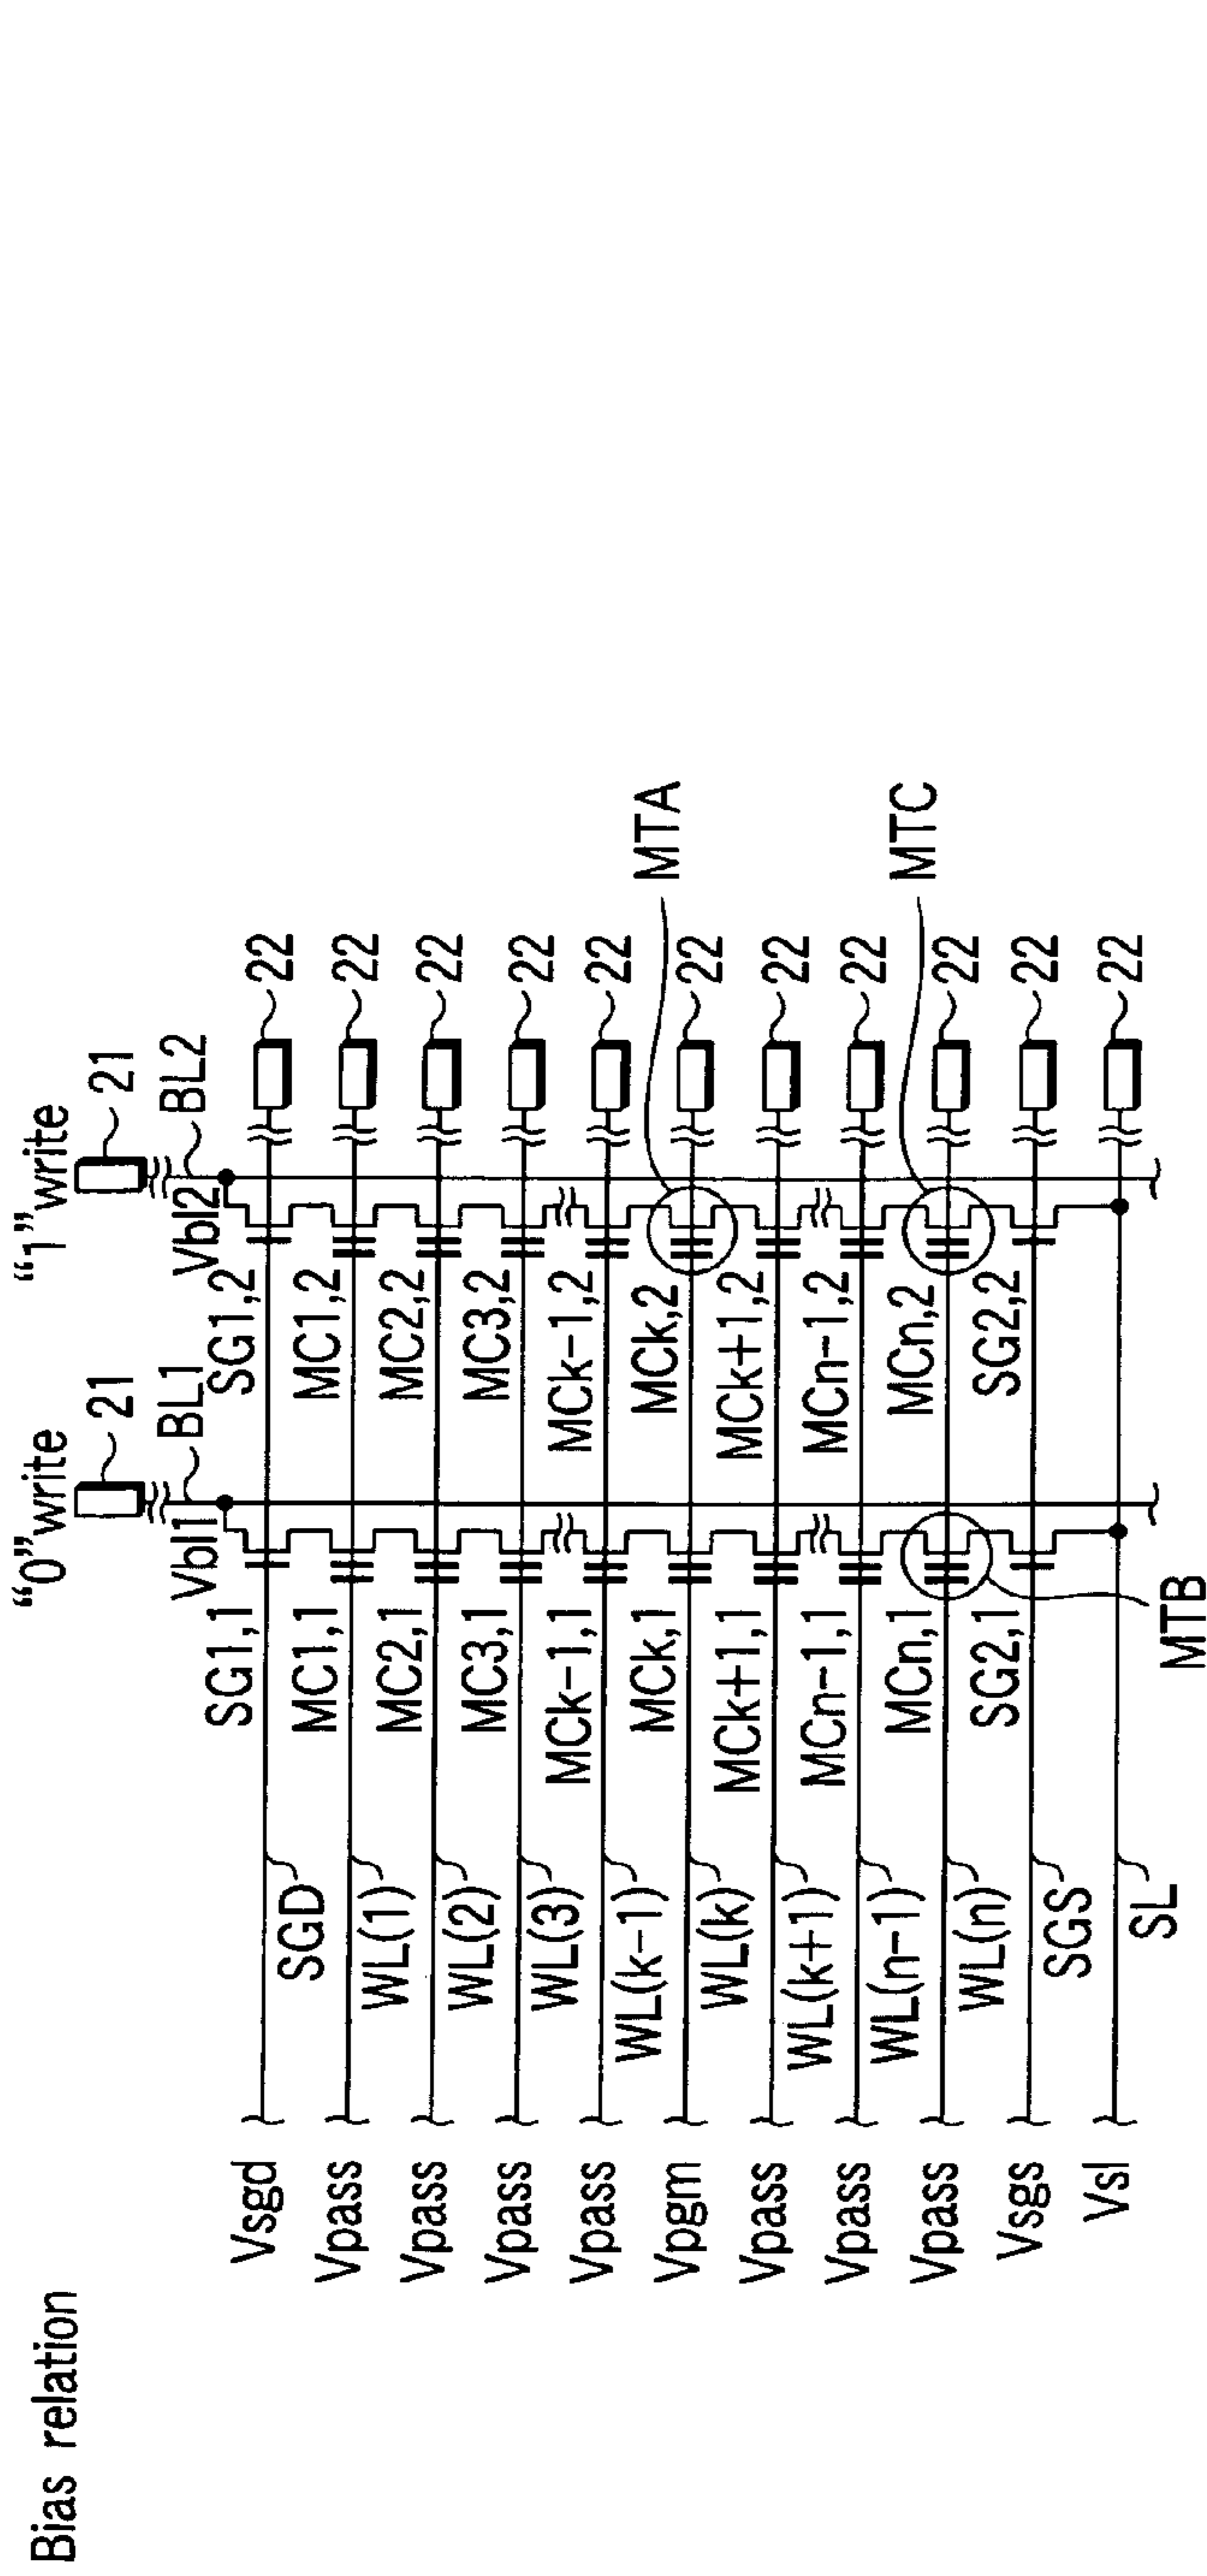 Bias relation
“0”write
“1”write
21
21
BL1
BL2
Vbl1
Vbl2
Vsgd
SGD
SG1,1
SG1,2
22
Vpass
WL(1)
MC1,1
MC1,2
22
Vpass
WL(2)
MC2,1
MC2,2
22
Vpass
WL(3)
MC3,1
MC3,2
22
Vpass
WL(k-1)
MCk-1,1
MCk-1,2
22
Vpgm
WL(k)
MCk,1
MCk,2
22
MTA
Vpass
WL(k+1)
MCk+1,1
MCk+1,2
22
Vpass
WL(n-1)
MCn-1,1
MCn-1,2
22
Vpass
WL(n)
MCn,1
MCn,2
22
MTC
Vsgs
SGS
SG2,1
SG2,2
22
Vsl
SL
22
MTB